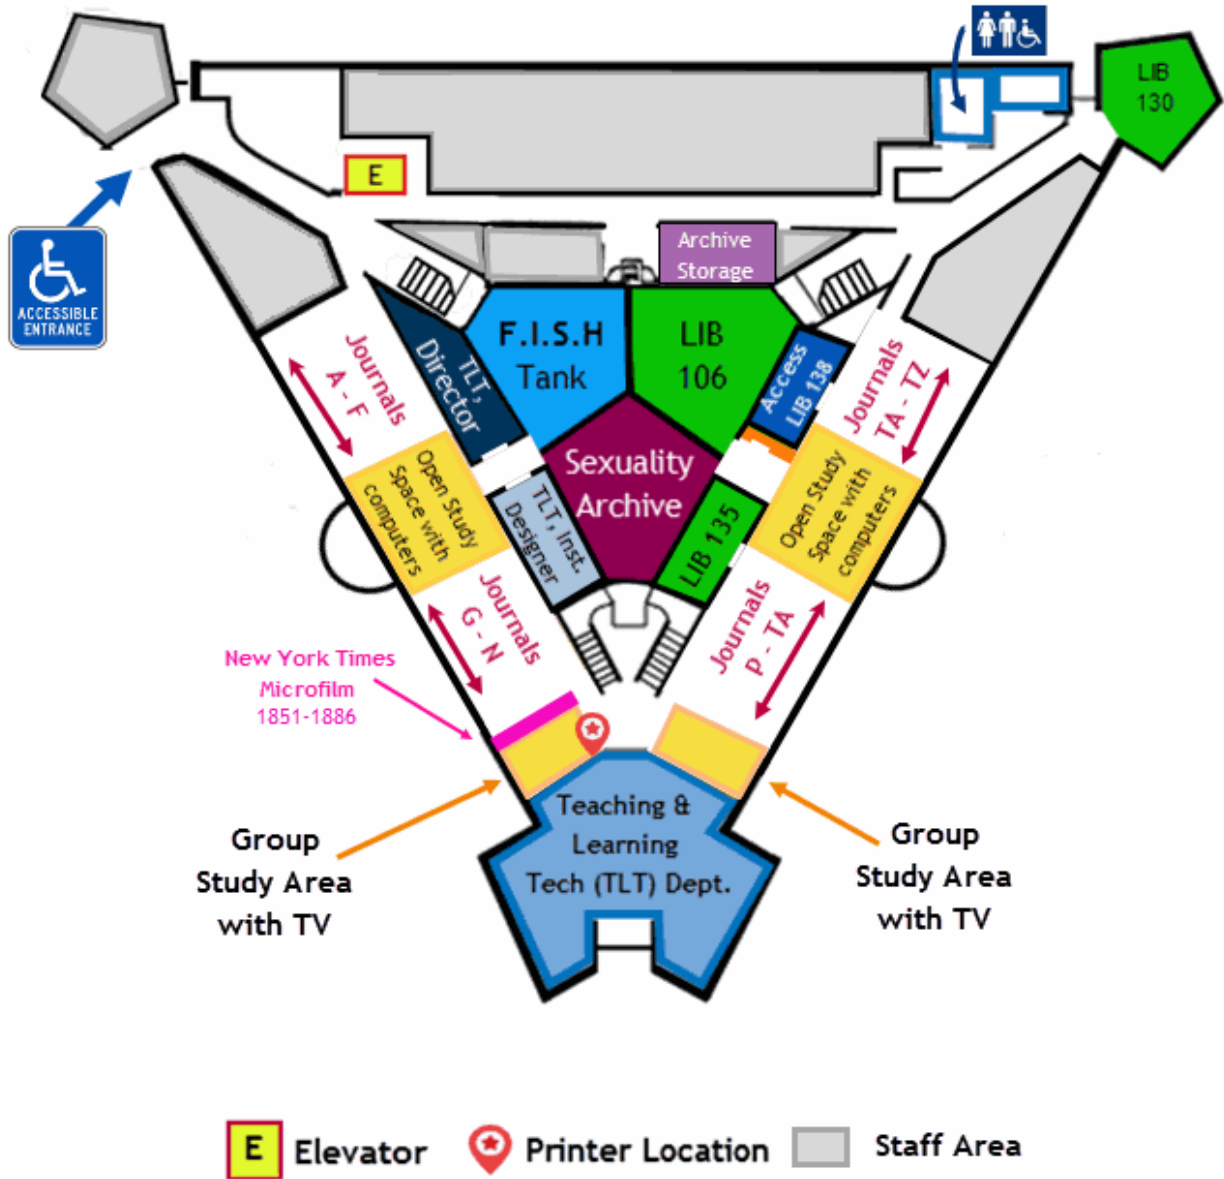 LIB
130
E
ACCESSIBLE
ENTRANCE
Archive
Storage
F.I.S.H
Tank
LIB
106
TLT,
Director
Access
LIB 138
Journals
A - F
Journals
TA - TZ
Sexuality
Archive
Open Study
Space with
computers
TLT, Inst.
Designer
LIB 135
Open Study
Space with
computers
Journals
G - N
Journals
P - TA
New York Times
Microfilm
1851-1886
Group
Study Area
with TV
Teaching &
Learning
Tech (TLT) Dept.
Group
Study Area
with TV
E Elevator
Printer Location
Staff Area